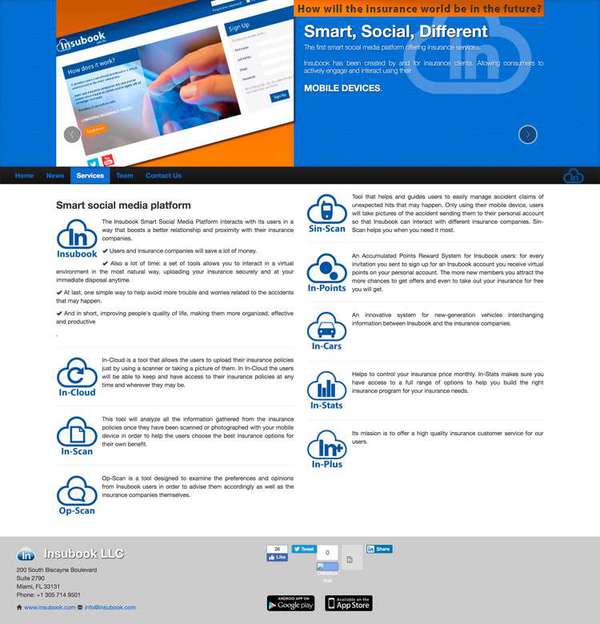 How will the insurance world be in the future?
Smart, Social, Different
The first smart social media platform offering insurance services.
Insubook has been created by and for Insurance clients. Allowing consumers to
actively engage and interact using their
MOBILE DEVICES.
Insubook
How does it work?
Sign Up
Home
News
Services
Team
Contact Us
In
Smart social media platform
In
Insubook
The Insubook Smart Social Media Platform interacts with its users in a
way that boosts a better relationship and proximity with their insurance
companies.
✔ Users and insurance companies will save a lot of money.
✔ Also a lot of time: a set of tools allows you to interact in a virtual
environment in the most natural way, uploading your insurance securely and at your
immediate disposal anytime.
✔ At last, one simple way to help avoid more trouble and worries related to the accidents
that may happen.
✔ And in short, improving people's quality of life, making them more organized, effective
and productive
.
In-Cloud
In-Cloud is a tool that allows the users to upload their insurance policies
just by using a scanner or taking a picture of them. In In-Cloud the users
will be able to keep and have access to their insurance policies at any
time and wherever they may be.
In-Scan
This tool will analyze all the information gathered from the insurance
policies once they have been scanned or photographed with your mobile
device in order to help the users choose the best insurance options for
their own benefit.
Op-Scan
Op-Scan is a tool designed to examine the preferences and opinions
from Insubook users in order to advise them accordingly as well as the
insurance companies themselves.
Sin-Scan
Tool that helps and guides users to easily manage accident claims of
unexpected hits that may happen. Only using their mobile device, users
will take pictures of the accident sending them to their personal account
so that Insubook can interact with different insurance companies. Sin-
Scan helps you when you need it most.
In-Points
An Accumulated Points Reward System for Insubook users: for every
invitation you sent to sign up for an Insubook account you receive virtual
points on your personal account. The more new members you attract the
more chances to get offers and even to take out your insurance for free
you will get.
In-Cars
An innovative system for new-generation vehicles interchanging
information between Insubook and the insurance companies.
In-Stats
Helps to control your insurance price monthly. In-Stats makes sure you
have access to a full range of options to help you build the right
insurance program for your insurance needs.
In+
In-Plus
Its mission is to offer a high quality insurance customer service for our
users.
In
Insubook LLC
200 South Biscayne Boulevard
Suite 2790
Miami, FL 33131
Phone: +1 305 714 9501
www.insubook.com
info@insubook.com
26
Like
Tweet
0
Share
ANDROID APP ON
Google play
Available on the
App Store